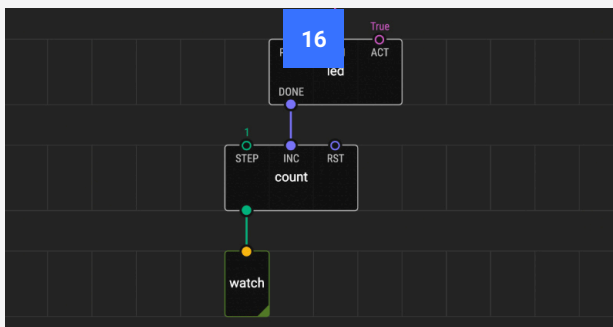 True
16
ACT
led
DONE
1
STEP INC RST
count
watch